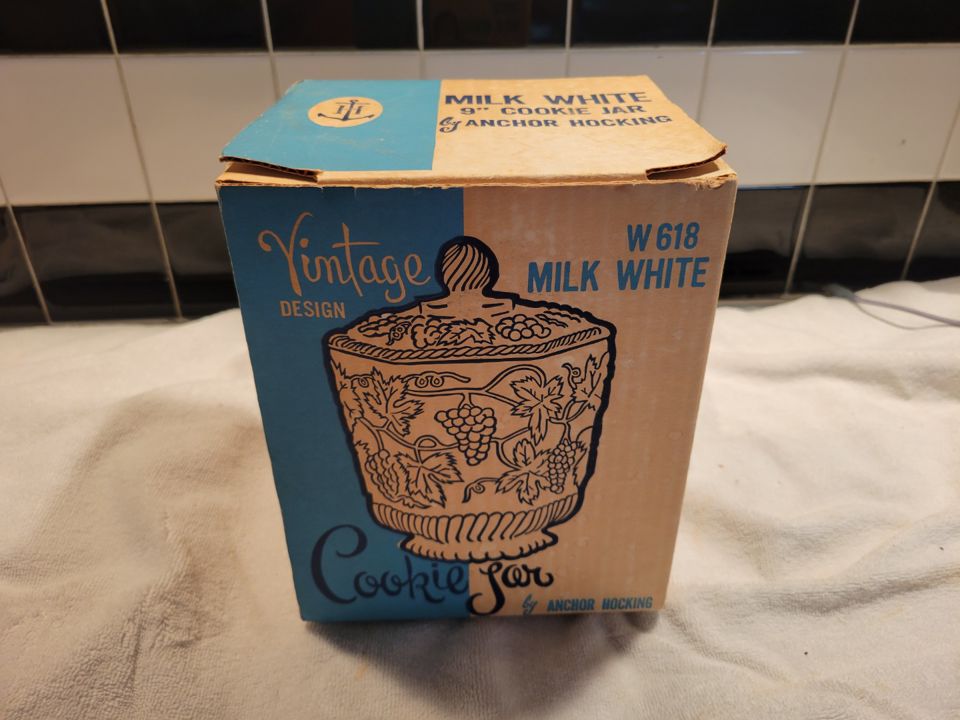 MILK WHITE
9" COOKIE JAR
by ANCHOR HOCKING
Vintage
DESIGN
W 618
MILK WHITE
Cookie Jar
by ANCHOR HOCKING